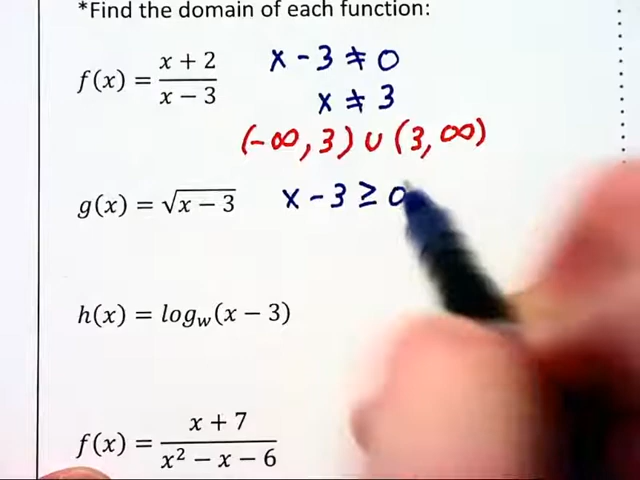 *Find the domain of each function:
f(x) = (x + 2)/(x − 3) x − 3 ≠ 0
x ≠ 3
(-∞, 3) ∪ (3, ∞)
g(x) = √(x − 3) x − 3 ≥ 0
h(x) = log_w(x − 3)
f(x) = (x + 7)/(x² − x − 6)